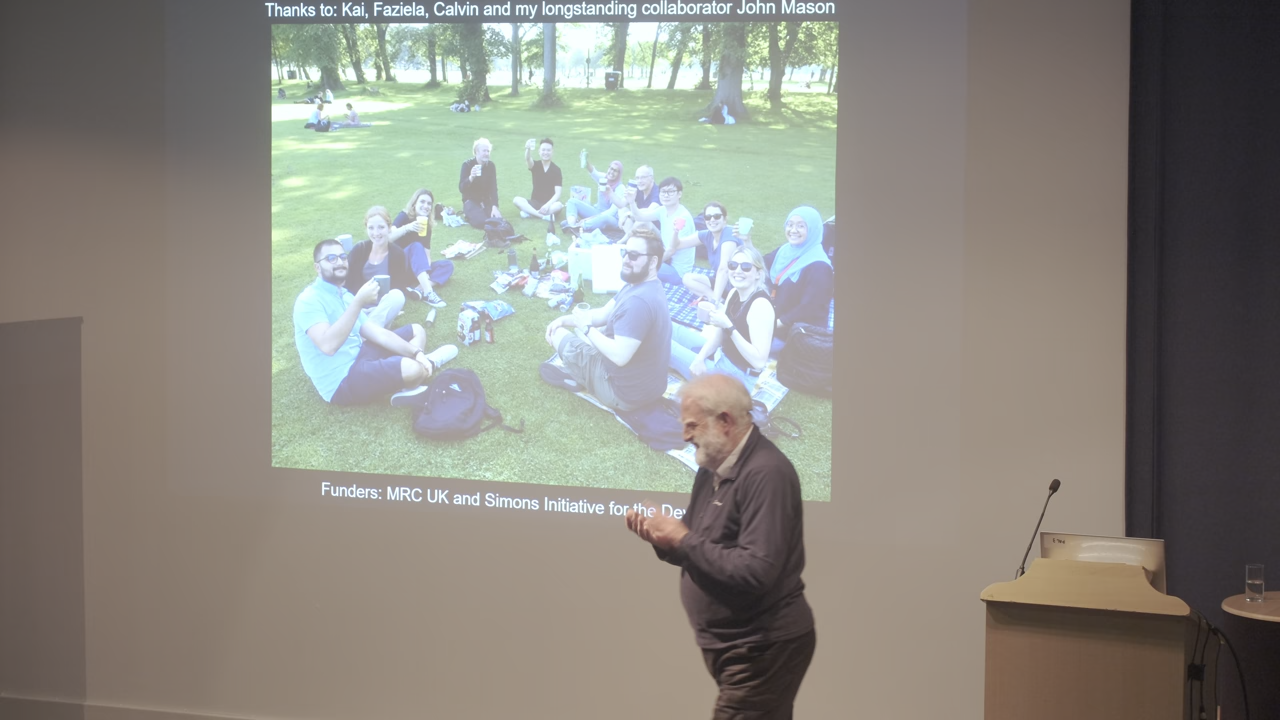 Thanks to: Kai, Faziela, Calvin and my longstanding collaborator John Mason
Funders: MRC UK and Simons Initiative for the